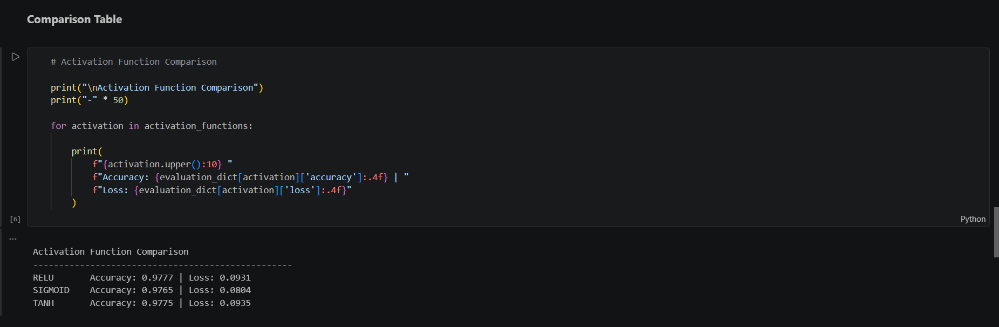 Comparison Table
# Activation Function Comparison
print("\nActivation Function Comparison")
print("-" * 50)
for activation in activation_functions:
print(
f"{activation.upper():10} "
f"Accuracy: {evaluation_dict[activation]['accuracy']:.4f} | "
f"Loss: {evaluation_dict[activation]['loss']:.4f}"
)
[6]
Python
...
Activation Function Comparison
--------------------------------------------------
RELU       Accuracy: 0.9777 | Loss: 0.0931
SIGMOID    Accuracy: 0.9765 | Loss: 0.0804
TANH       Accuracy: 0.9775 | Loss: 0.0935